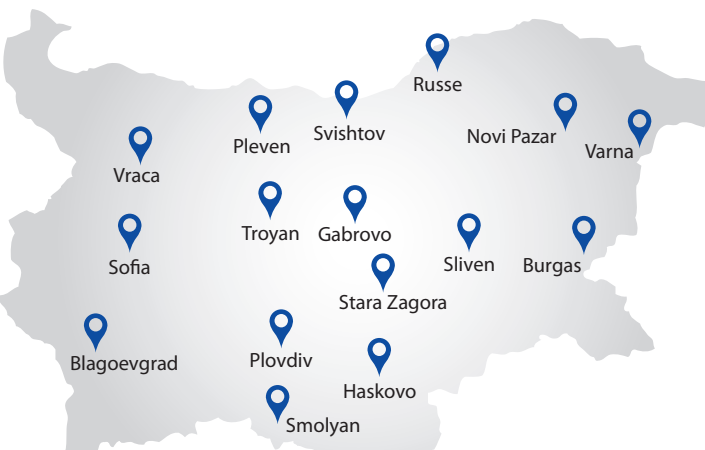 Russe
Svishtov
Novi Pazar
Pleven
Varna
Vraca
Troyan
Gabrovo
Sofia
Sliven
Burgas
Stara Zagora
Plovdiv
Blagoevgrad
Haskovo
Smolyan